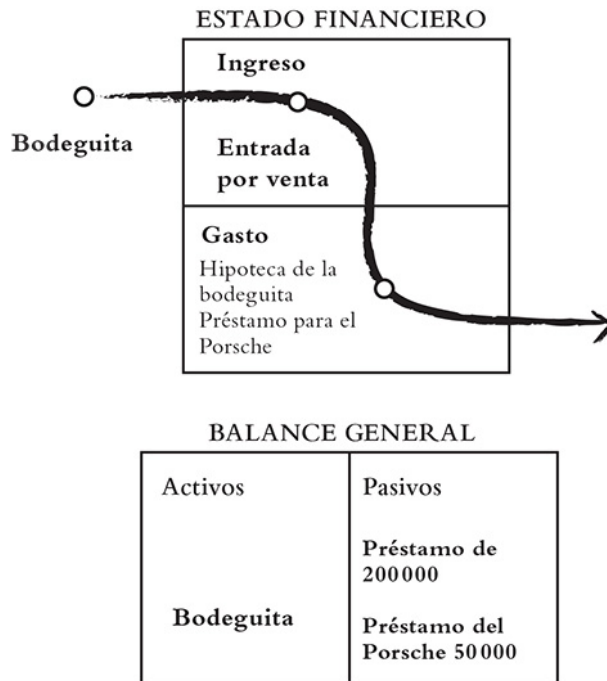 ESTADO FINANCIERO
Ingreso
Bodeguita
Entrada
por venta
Gasto
Hipoteca de la
bodeguita
Préstamo para el
Porsche
BALANCE GENERAL
Activos
Bodeguita
Pasivos
Préstamo de
200 000
Préstamo del
Porsche 50 000